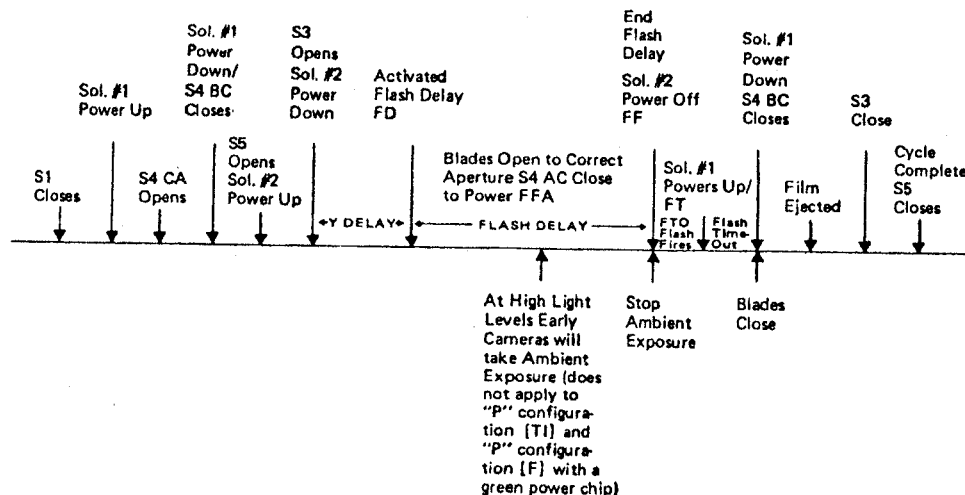 S1
Closes
Sol. #1
Power Up
S4 CA
Opens
Sol. #1
Power
Down/
S4 BC
Closes
S5
Opens
Sol. #2
Power Up
S3
Opens
Sol. #2
Power
Down
Y DELAY
Activated
Flash Delay
FD
Blades Open to Correct
Aperture S4 AC Close
to Power FFA
FLASH DELAY
End
Flash
Delay
Sol. #2
Power Off
FF
Sol. #1
Powers Up/
FT
FTO
Flash
Fires
Flash
Time-
Out
Sol. #1
Power
Down
S4 BC
Closes
Film
Ejected
S3
Close
Cycle
Complete
S5
Closes
At High Light
Levels Early
Cameras will
take Ambient
Exposure (does
not apply to
"P" configura-
tion [TI] and
"P" configura-
tion [F] with a
green power chip)
Stop
Ambient
Exposure
Blades
Close